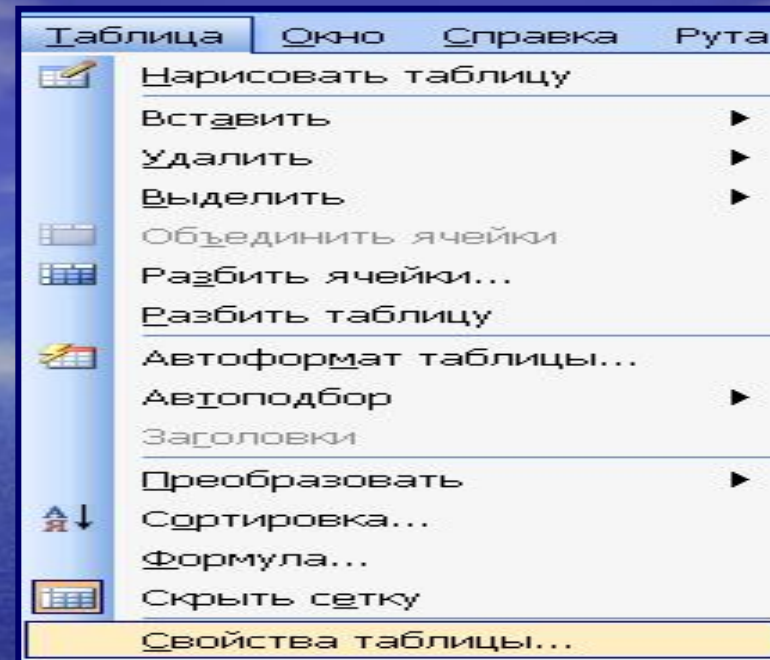 Таблица Окно Справка Рута
Нарисовать таблицу
Вставить
Удалить
Выделить
Объединить ячейки
Разбить ячейки...
Разбить таблицу
Автоформат таблицы...
Автоподбор
Заголовки
Преобразовать
Сортировка...
Формула...
Скрыть сетку
Свойства таблицы...